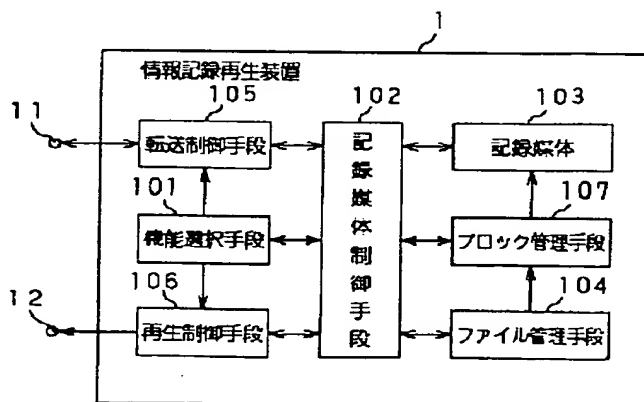 1
情報記録再生装置
105
102
103
11
転送制御手段
記録媒体制御手段
記録媒体
101
107
機能選択手段
ブロック管理手段
106
104
12
再生制御手段
ファイル管理手段